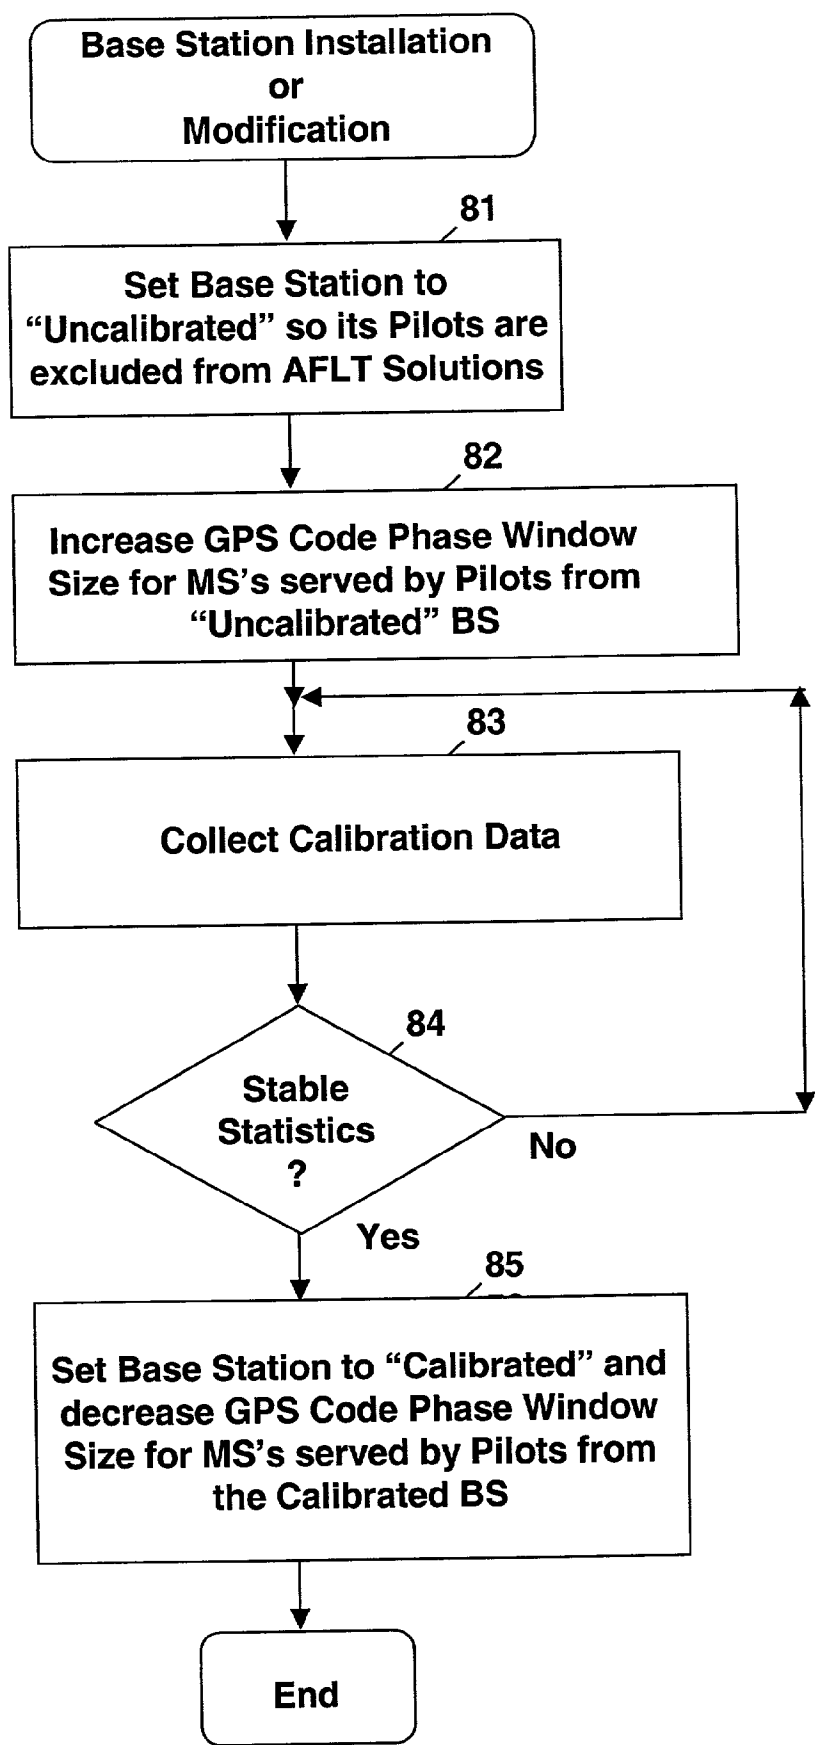 Base Station Installation
or
Modification
81
Set Base Station to
“Uncalibrated” so its Pilots are
excluded from AFLT Solutions
82
Increase GPS Code Phase Window
Size for MS’s served by Pilots from
“Uncalibrated” BS
83
Collect Calibration Data
84
Stable
Statistics
?
No
Yes
85
Set Base Station to “Calibrated” and
decrease GPS Code Phase Window
Size for MS’s served by Pilots from
the Calibrated BS
End